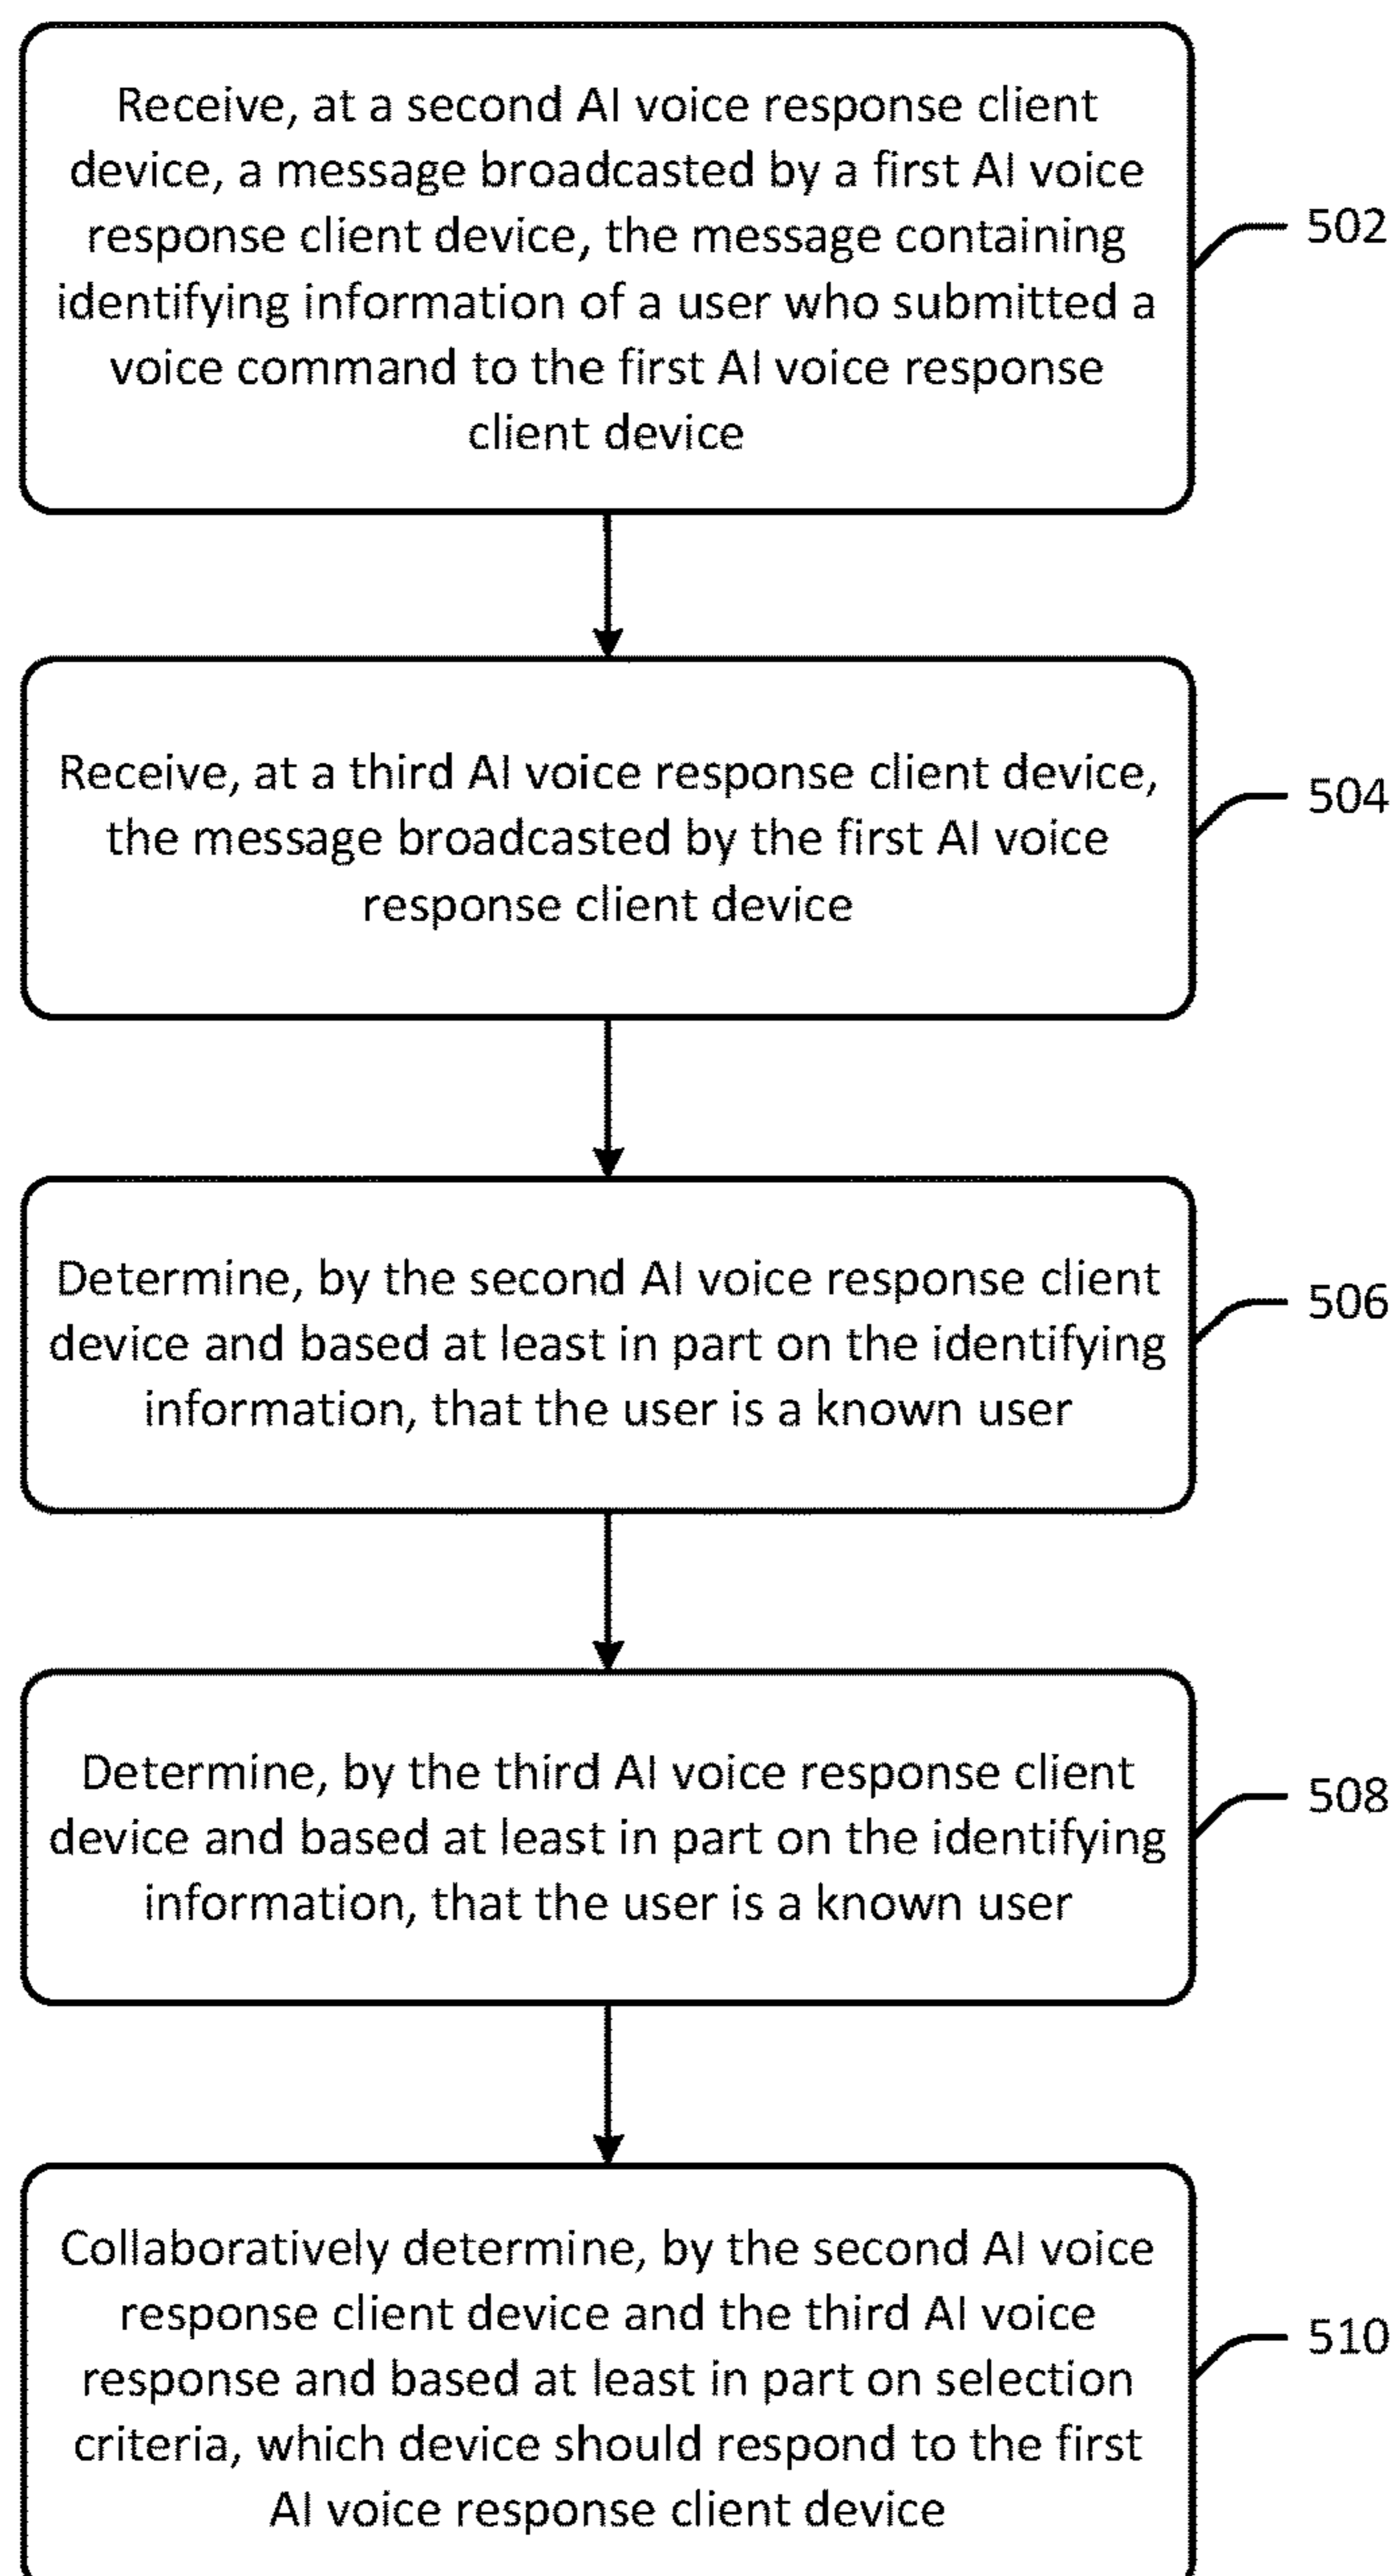 Receive, at a second AI voice response client
device, a message broadcasted by a first AI voice
response client device, the message containing
identifying information of a user who submitted a
voice command to the first AI voice response
client device
502
Receive, at a third AI voice response client device,
the message broadcasted by the first AI voice
response client device
504
Determine, by the second AI voice response client
device and based at least in part on the identifying
information, that the user is a known user
506
Determine, by the third AI voice response client
device and based at least in part on the identifying
information, that the user is a known user
508
Collaboratively determine, by the second AI voice
response client device and the third AI voice
response and based at least in part on selection
criteria, which device should respond to the first
AI voice response client device
510